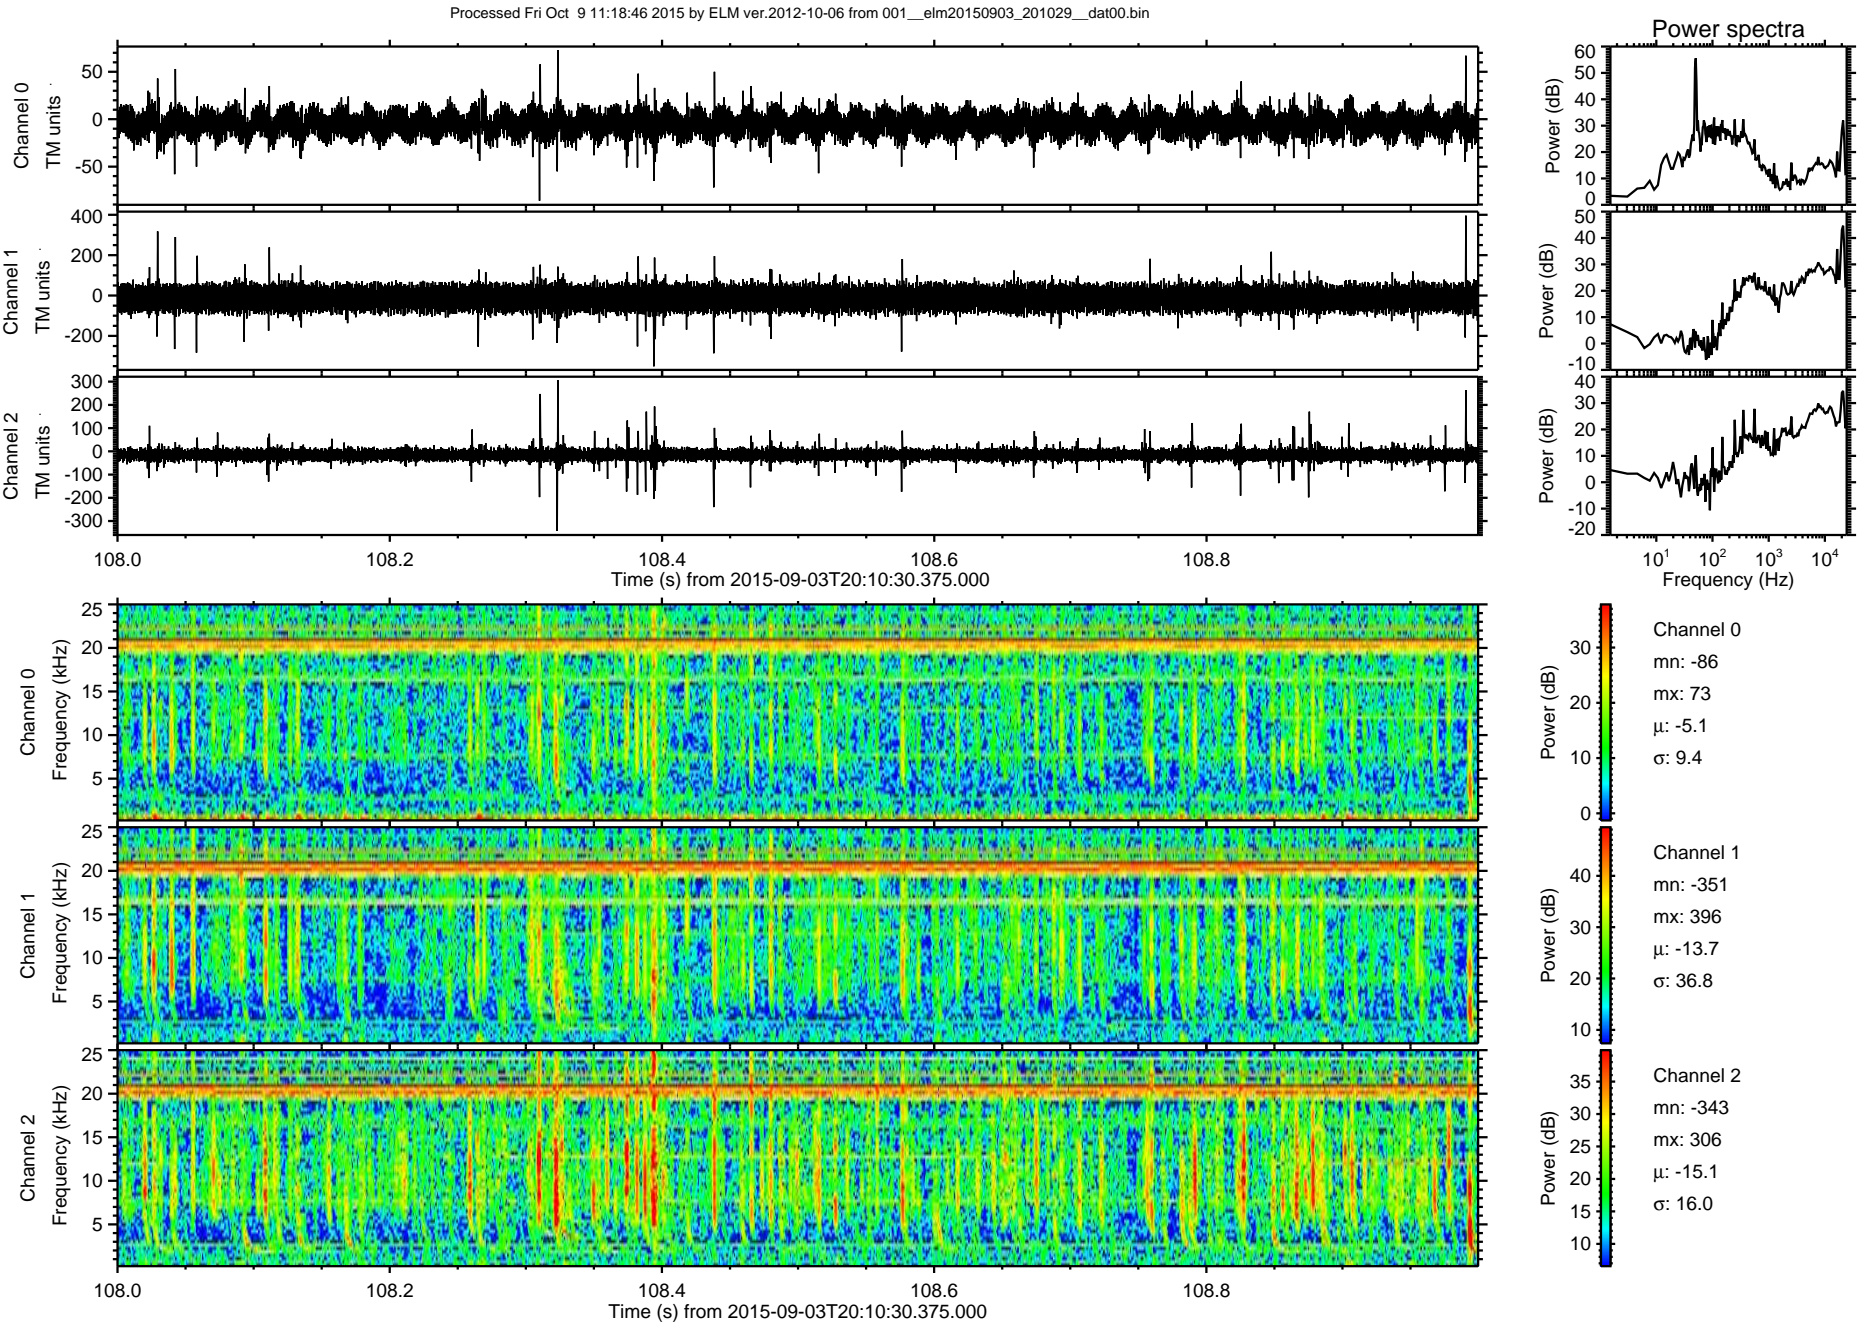 Processed Fri Oct  9 11:18:46 2015 by ELM ver.2012-10-06 from 001__elm20150903_201029__dat00.bin
Power spectra
Channel 0
TM units
50
0
-50
Power (dB)
60
50
40
30
20
10
0
Channel 1
TM units
400
200
0
-200
Power (dB)
50
40
30
20
10
0
-10
Channel 2
TM units
300
200
100
0
-100
-200
-300
Power (dB)
40
30
20
10
0
-10
-20
108.0 108.2 108.4 108.6 108.8
Time (s) from 2015-09-03T20:10:30.375.000
10¹ 10² 10³ 10⁴
Frequency (Hz)
Channel 0
Frequency (kHz)
25
20
15
10
5
Power (dB)
30
20
10
0
Channel 0
mn: -86
mx: 73
μ: -5.1
σ: 9.4
Channel 1
Frequency (kHz)
25
20
15
10
5
Power (dB)
40
30
20
10
Channel 1
mn: -351
mx: 396
μ: -13.7
σ: 36.8
Channel 2
Frequency (kHz)
25
20
15
10
5
Power (dB)
35
30
25
20
15
10
Channel 2
mn: -343
mx: 306
μ: -15.1
σ: 16.0
108.0 108.2 108.4 108.6 108.8
Time (s) from 2015-09-03T20:10:30.375.000